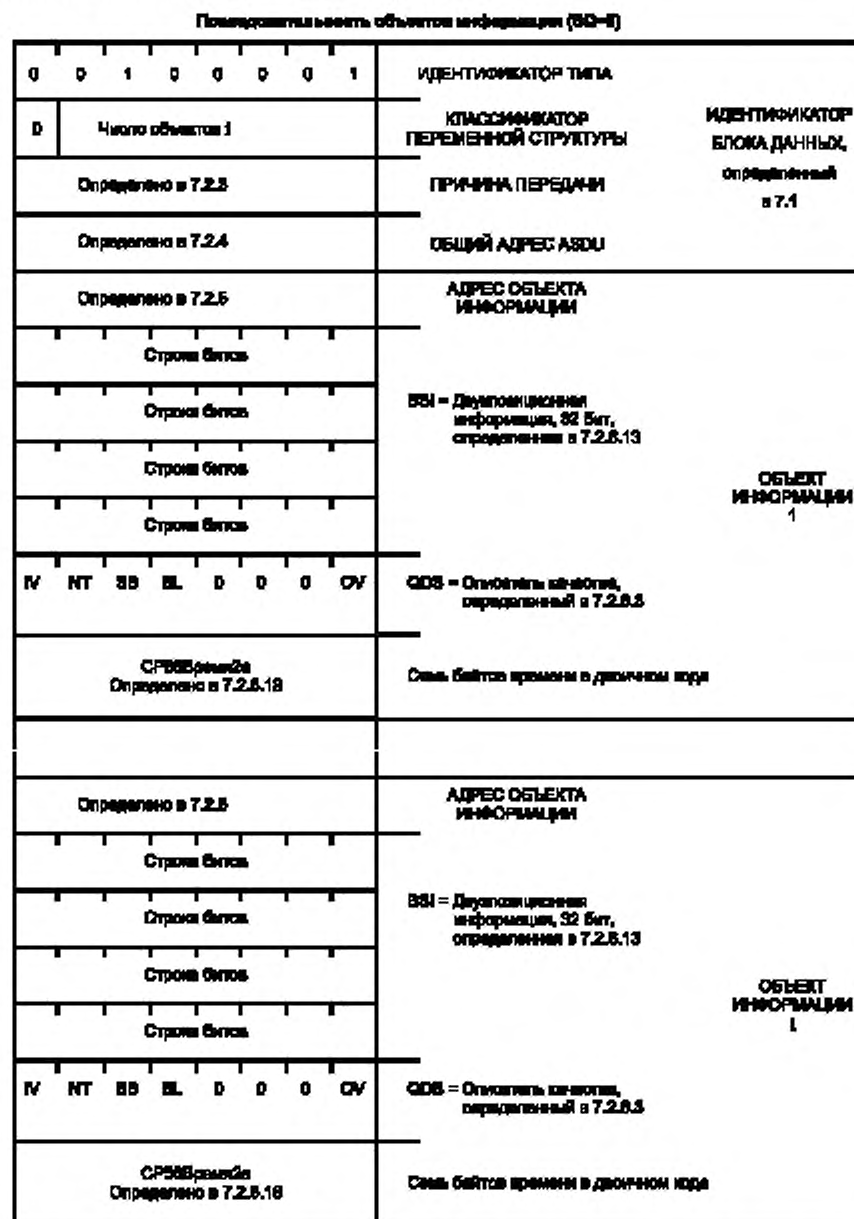 Последовательность объектов информации (SQ=0)
0 0 1 0 0 0 0 1
ИДЕНТИФИКАТОР ТИПА
0
Число объектов i
КЛАССИФИКАТОР
ПЕРЕМЕННОЙ СТРУКТУРЫ
ИДЕНТИФИКАТОР
БЛОКА ДАННЫХ,
определенный
в 7.1
Определено в 7.2.3
ПРИЧИНА ПЕРЕДАЧИ
Определено в 7.2.4
ОБЩИЙ АДРЕС ASDU
Определено в 7.2.5
АДРЕС ОБЪЕКТА
ИНФОРМАЦИИ
Строка битов
Строка битов
Строка битов
Строка битов
BSI = Двухпозиционная
информация, 32 бит,
определенная в 7.2.6.13
ОБЪЕКТ
ИНФОРМАЦИИ
1
IV NT SB BL 0 0 0 OV
QDS = Описатель качества,
определенный в 7.2.6.3
CP56Время2a
Определено в 7.2.6.18
Семь байтов времени в двоичном коде
Определено в 7.2.5
АДРЕС ОБЪЕКТА
ИНФОРМАЦИИ
Строка битов
Строка битов
Строка битов
Строка битов
BSI = Двухпозиционная
информация, 32 бит,
определенная в 7.2.6.13
ОБЪЕКТ
ИНФОРМАЦИИ
i
IV NT SB BL 0 0 0 OV
QDS = Описатель качества,
определенный в 7.2.6.3
CP56Время2a
Определено в 7.2.6.18
Семь байтов времени в двоичном коде